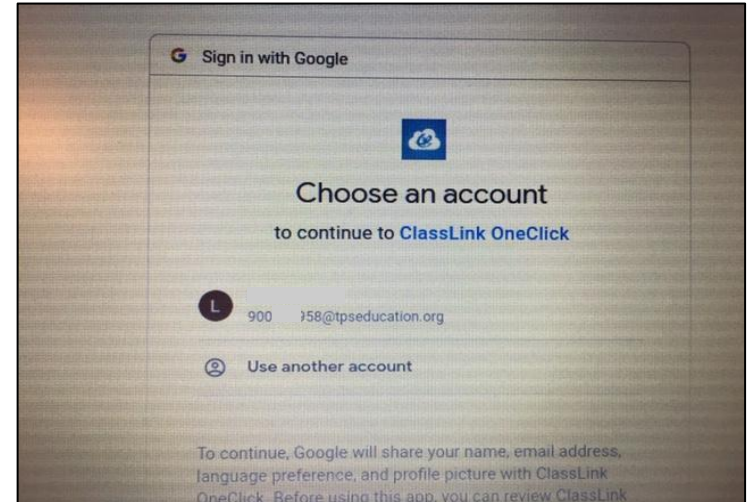 Sign in with Google
Choose an account
to continue to ClassLink OneClick
L
900 958@tpseducation.org
Use another account
To continue, Google will share your name, email address,
language preference, and profile picture with ClassLink
OneClick. Before using this app, you can review ClassLink